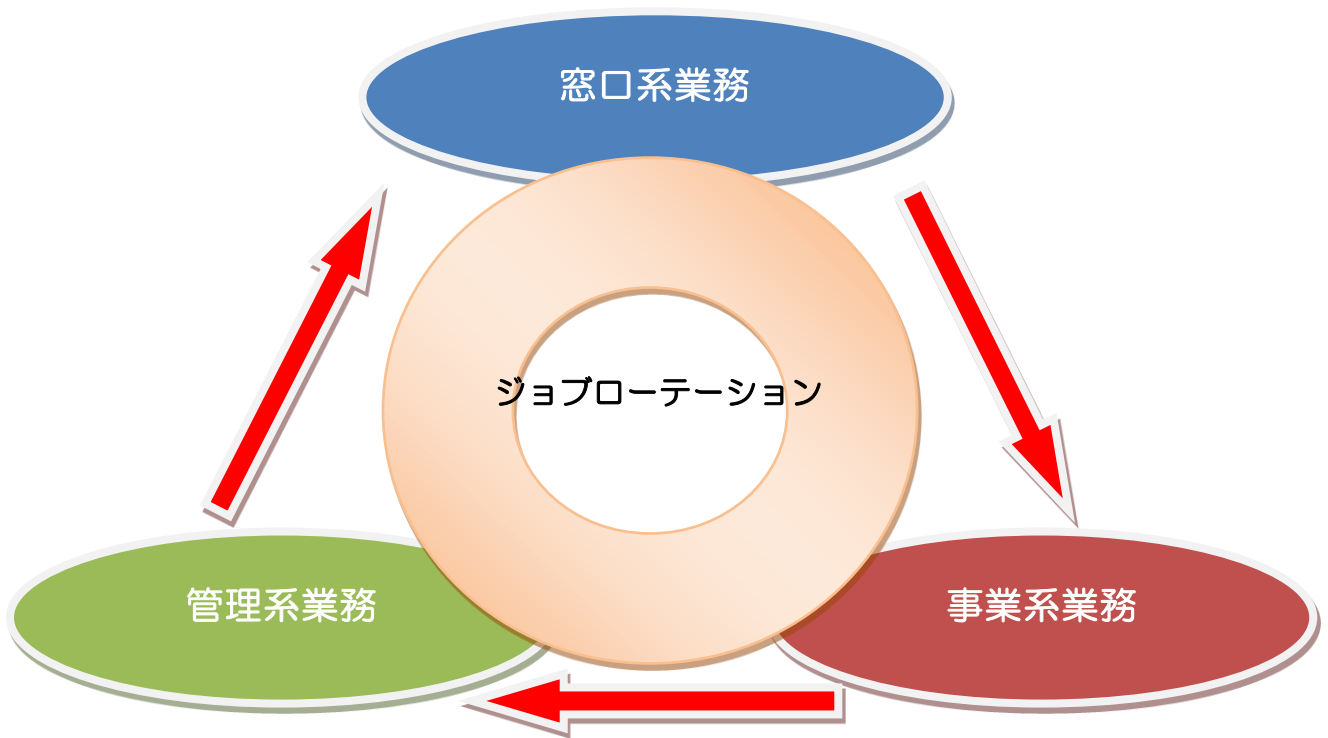 窓口系業務
ジョブローテーション
管理系業務
事業系業務